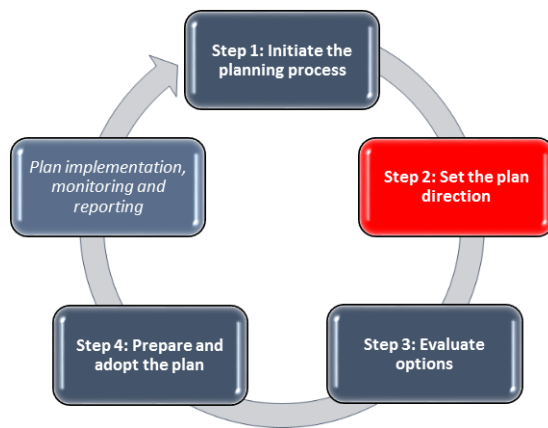 Step 1: Initiate the
planning process
Step 2: Set the plan
direction
Step 3: Evaluate
options
Step 4: Prepare and
adopt the plan
Plan implementation,
monitoring and
reporting